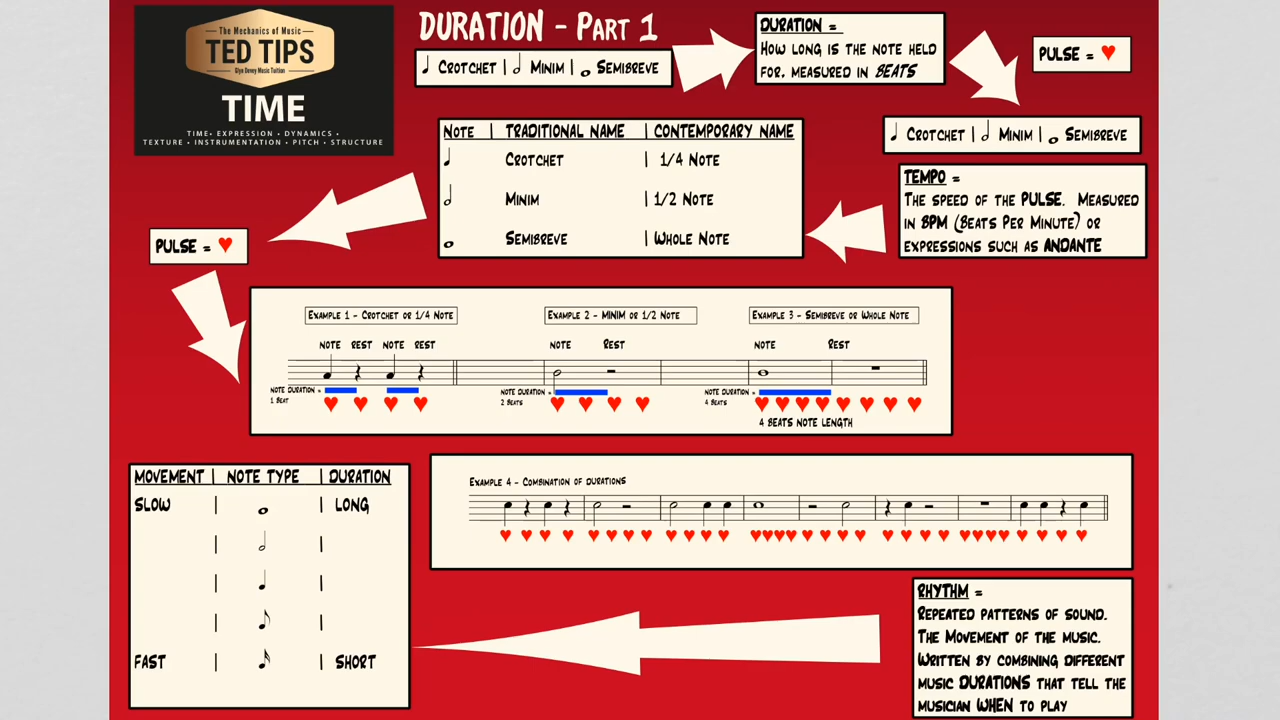 The Mechanics of Music
TED TIPS
Glyn Dovey Music Tuition
TIME
TIME• EXPRESSION • DYNAMICS •
TEXTURE • INSTRUMENTATION • PITCH • STRUCTURE
DURATION - PART 1
CROTCHET | MINIM | SEMIBREVE
DURATION =
HOW LONG IS THE NOTE HELD
FOR, MEASURED IN BEATS
PULSE = ♥
CROTCHET | MINIM | SEMIBREVE
TEMPO =
THE SPEED OF THE PULSE. MEASURED
IN BPM (BEATS PER MINUTE) OR
EXPRESSIONS SUCH AS ANDANTE
NOTE | TRADITIONAL NAME | CONTEMPORARY NAME
CROTCHET | 1/4 NOTE
MINIM | 1/2 NOTE
SEMIBREVE | WHOLE NOTE
PULSE = ♥
EXAMPLE 1 - CROTCHET OR 1/4 NOTE
NOTE REST NOTE REST
NOTE DURATION =
1 BEAT
EXAMPLE 2 - MINIM OR 1/2 NOTE
NOTE REST
NOTE DURATION =
2 BEATS
EXAMPLE 3 - SEMIBREVE OR WHOLE NOTE
NOTE REST
NOTE DURATION =
4 BEATS
4 BEATS NOTE LENGTH
EXAMPLE 4 - COMBINATION OF DURATIONS
MOVEMENT | NOTE TYPE | DURATION
SLOW | | LONG
FAST | | SHORT
RHYTHM =
REPEATED PATTERNS OF SOUND.
THE MOVEMENT OF THE MUSIC.
WRITTEN BY COMBINING DIFFERENT
MUSIC DURATIONS THAT TELL THE
MUSICIAN WHEN TO PLAY